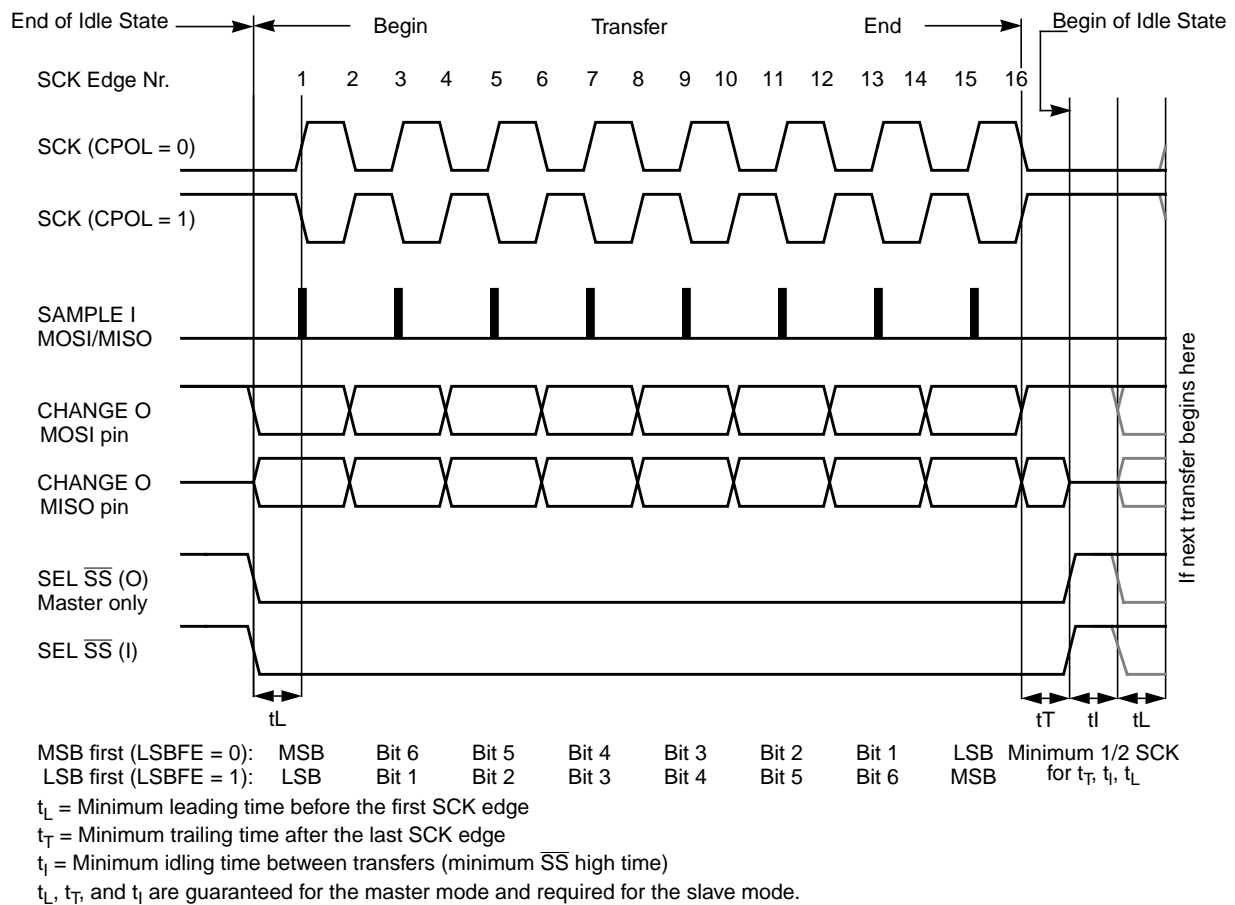 End of Idle State Begin Transfer End Begin of Idle State
SCK Edge Nr. 1 2 3 4 5 6 7 8 9 10 11 12 13 14 15 16
SCK (CPOL = 0)
SCK (CPOL = 1)
SAMPLE I
MOSI/MISO
CHANGE O
MOSI pin
CHANGE O
MISO pin
SEL S̅S̅ (O)
Master only
SEL S̅S̅ (I)
If next transfer begins here
tL tT tI tL
MSB first (LSBFE = 0): MSB Bit 6 Bit 5 Bit 4 Bit 3 Bit 2 Bit 1 LSB Minimum 1/2 SCK
LSB first (LSBFE = 1): LSB Bit 1 Bit 2 Bit 3 Bit 4 Bit 5 Bit 6 MSB for tT, tI, tL
tL = Minimum leading time before the first SCK edge
tT = Minimum trailing time after the last SCK edge
tI = Minimum idling time between transfers (minimum S̅S̅ high time)
tL, tT, and tI are guaranteed for the master mode and required for the slave mode.